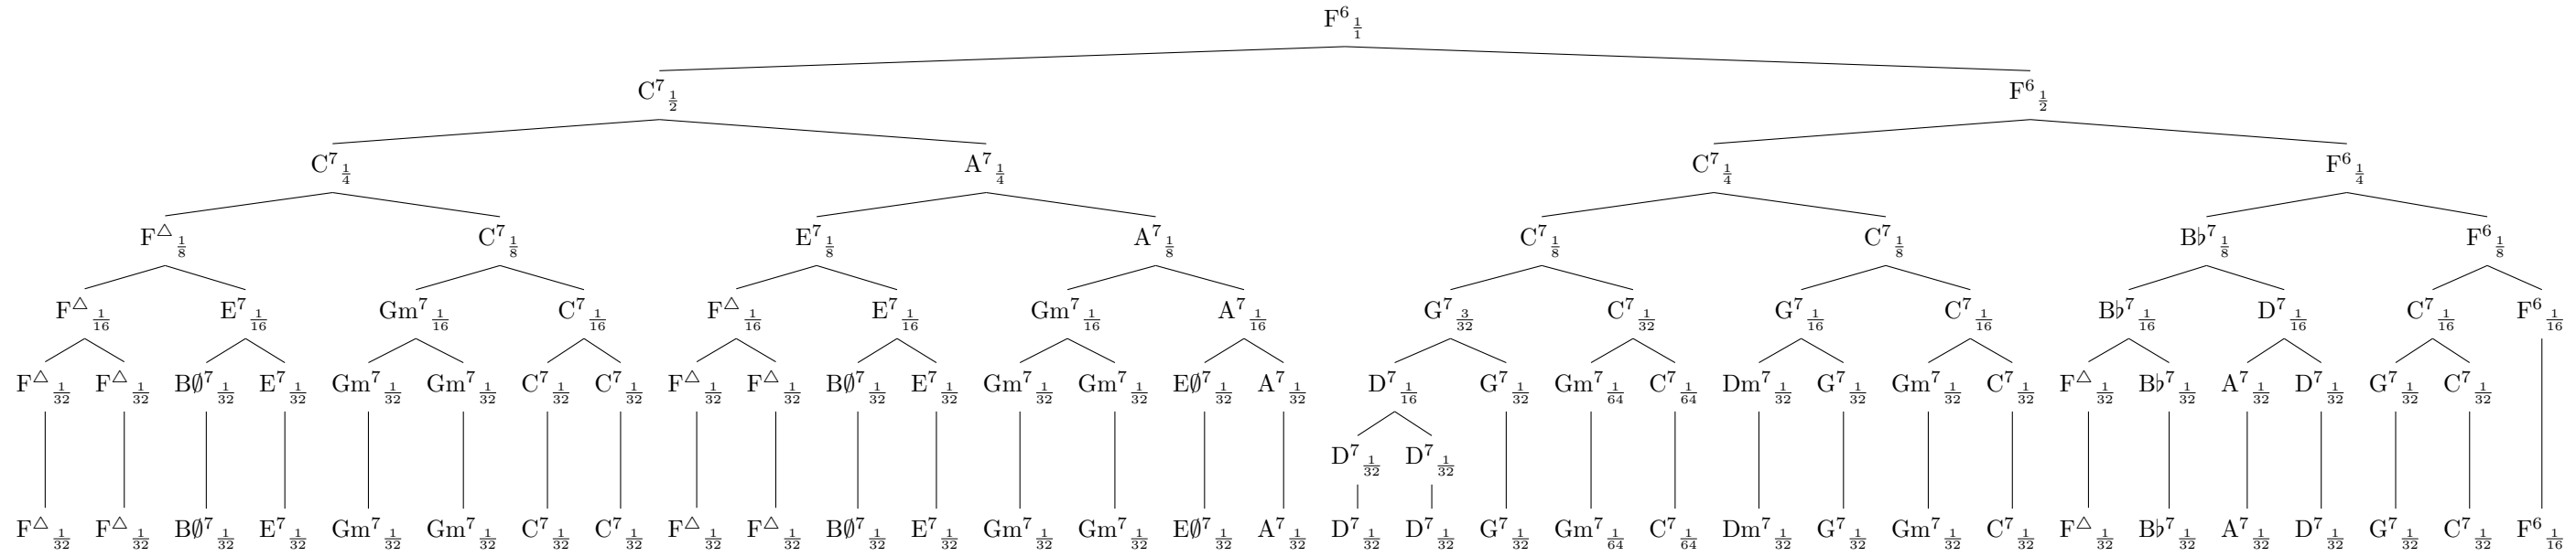 F⁶ 1/1
C⁷ 1/2 F⁶ 1/2
C⁷ 1/4 A⁷ 1/4 C⁷ 1/4 F⁶ 1/4
F△ 1/8 C⁷ 1/8 E⁷ 1/8 A⁷ 1/8 C⁷ 1/8 C⁷ 1/8 B♭⁷ 1/8 F⁶ 1/8
F△ 1/16 E⁷ 1/16 Gm⁷ 1/16 C⁷ 1/16 F△ 1/16 E⁷ 1/16 Gm⁷ 1/16 A⁷ 1/16 G⁷ 3/32 C⁷ 1/32 G⁷ 1/16 C⁷ 1/16 B♭⁷ 1/16 D⁷ 1/16 C⁷ 1/16 F⁶ 1/16
F△ 1/32 F△ 1/32 B∅⁷ 1/32 E⁷ 1/32 Gm⁷ 1/32 Gm⁷ 1/32 C⁷ 1/32 C⁷ 1/32 F△ 1/32 F△ 1/32 B∅⁷ 1/32 E⁷ 1/32 Gm⁷ 1/32 Gm⁷ 1/32 E∅⁷ 1/32 A⁷ 1/32 D⁷ 1/16 G⁷ 1/32 Gm⁷ 1/64 C⁷ 1/64 Dm⁷ 1/32 G⁷ 1/32 Gm⁷ 1/32 C⁷ 1/32 F△ 1/32 B♭⁷ 1/32 A⁷ 1/32 D⁷ 1/32 G⁷ 1/32 C⁷ 1/32
D⁷ 1/32 D⁷ 1/32
F△ 1/32 F△ 1/32 B∅⁷ 1/32 E⁷ 1/32 Gm⁷ 1/32 Gm⁷ 1/32 C⁷ 1/32 C⁷ 1/32 F△ 1/32 F△ 1/32 B∅⁷ 1/32 E⁷ 1/32 Gm⁷ 1/32 Gm⁷ 1/32 E∅⁷ 1/32 A⁷ 1/32 D⁷ 1/32 D⁷ 1/32 G⁷ 1/32 Gm⁷ 1/64 C⁷ 1/64 Dm⁷ 1/32 G⁷ 1/32 Gm⁷ 1/32 C⁷ 1/32 F△ 1/32 B♭⁷ 1/32 A⁷ 1/32 D⁷ 1/32 G⁷ 1/32 C⁷ 1/32 F⁶ 1/16